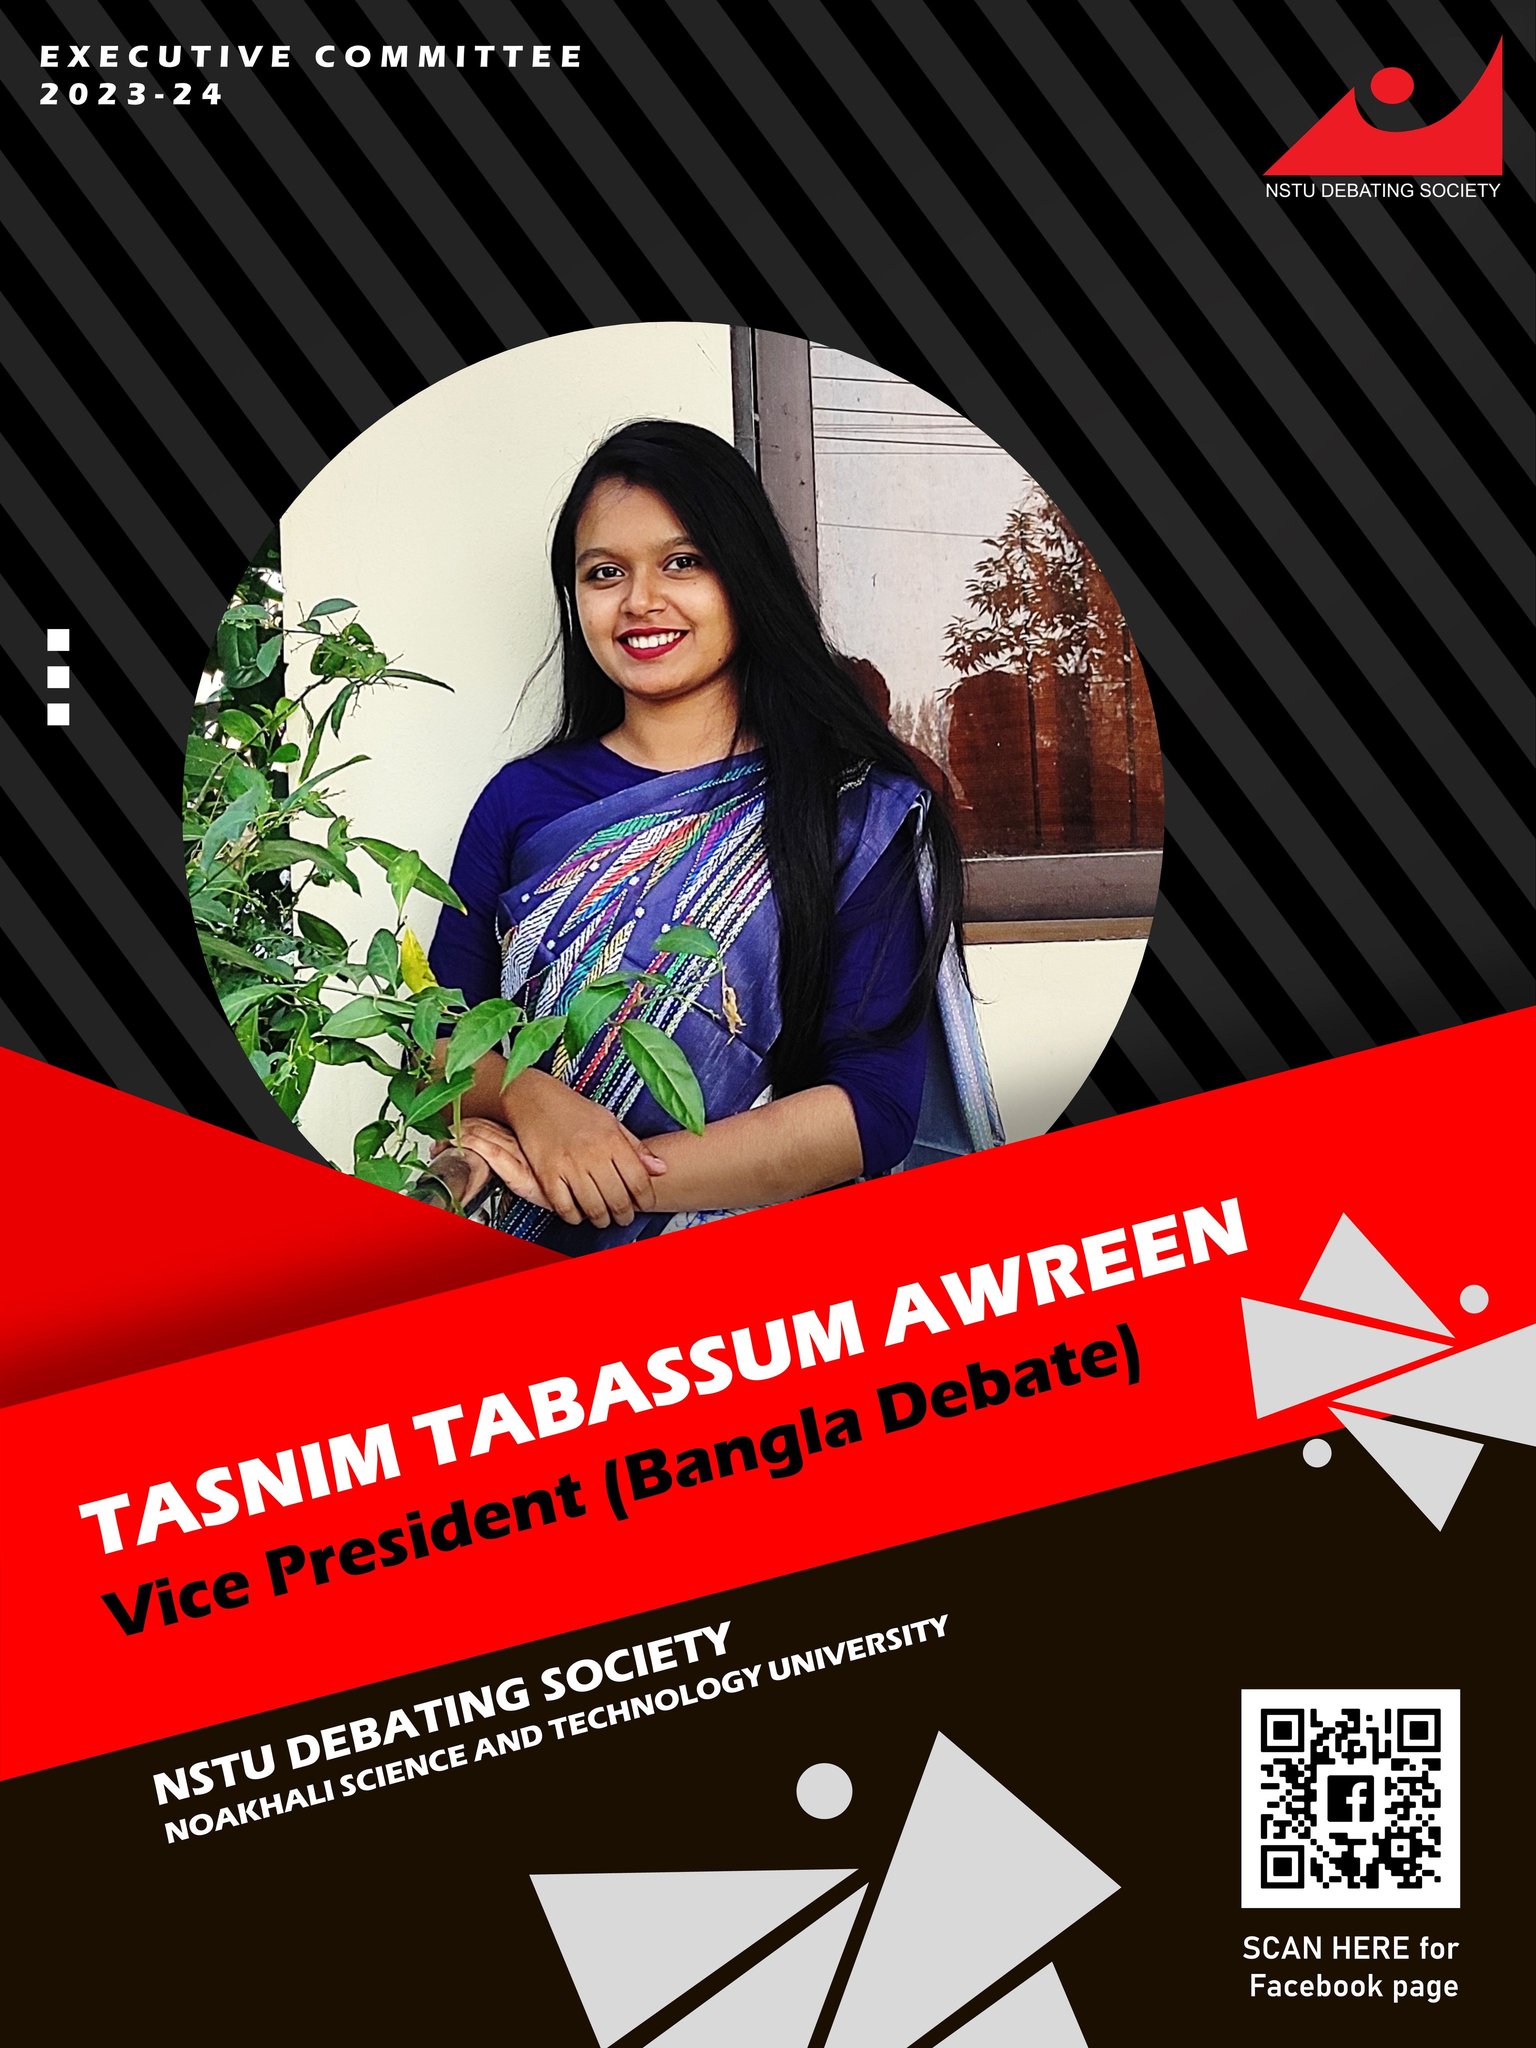 EXECUTIVE COMMITTEE
2023-24
NSTU DEBATING SOCIETY
TASNIM TABASSUM AWREEN
Vice President (Bangla Debate)
NSTU DEBATING SOCIETY
NOAKHALI SCIENCE AND TECHNOLOGY UNIVERSITY
SCAN HERE for
Facebook page